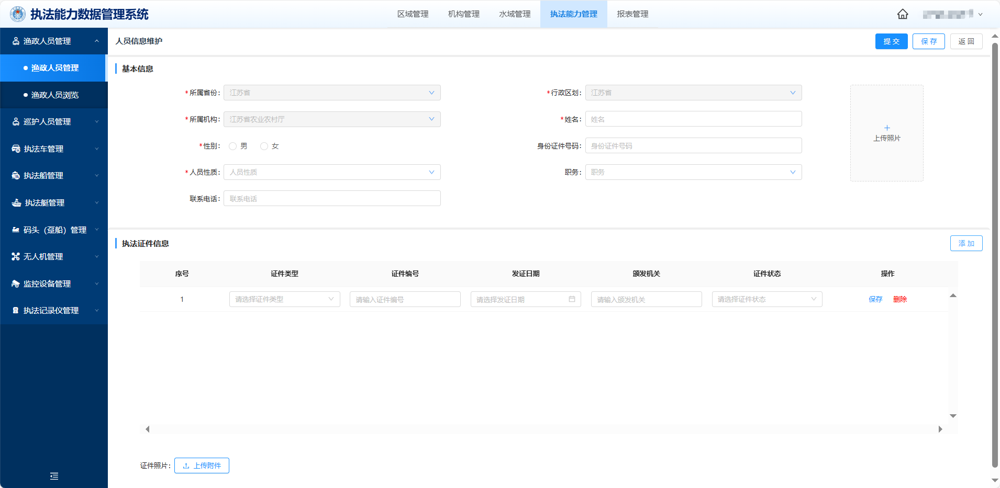 执法能力数据管理系统
区域管理 机构管理 水域管理 执法能力管理 报表管理
渔政人员管理
渔政人员管理
渔政人员浏览
巡护人员管理
执法车管理
执法船管理
执法艇管理
码头（趸船）管理
无人机管理
监控设备管理
执法记录仪管理
人员信息维护
提交 保存 返回
基本信息
*所属省份: 江苏省 *行政区划: 江苏省
*所属机构: 江苏省农业农村厅 *姓名: 姓名
*性别: 男 女 身份证件号码: 身份证件号码
*人员性质: 人员性质 职务: 职务
联系电话: 联系电话
+
上传照片
执法证件信息
添加
序号 证件类型 证件编号 发证日期 颁发机关 证件状态 操作
1 请选择证件类型 请输入证件编号 请选择发证日期 请输入颁发机关 请选择证件状态 保存 删除
证件照片: 上传附件